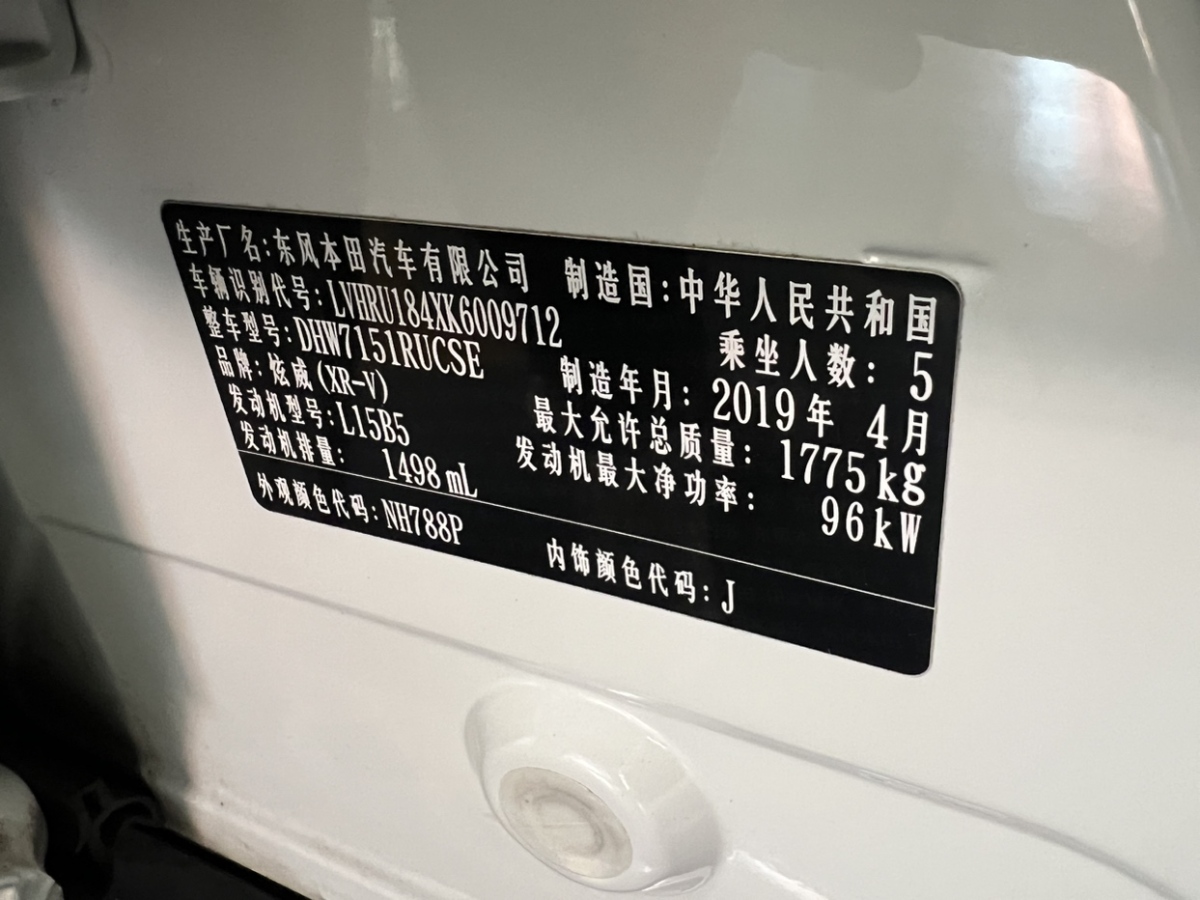 生产厂名:东风本田汽车有限公司 制造国:中华人民共和国
车辆识别代号:LVHRU184XK6009712 乘坐人数:5
整车型号:DHW7151RUCSE 制造年月:2019年 4月
品牌:炫威(XR-V) 最大允许总质量:1775kg
发动机型号:L15B5 发动机最大净功率:96kW
发动机排量:1498mL
外观颜色代码:NH788P 内饰颜色代码:J